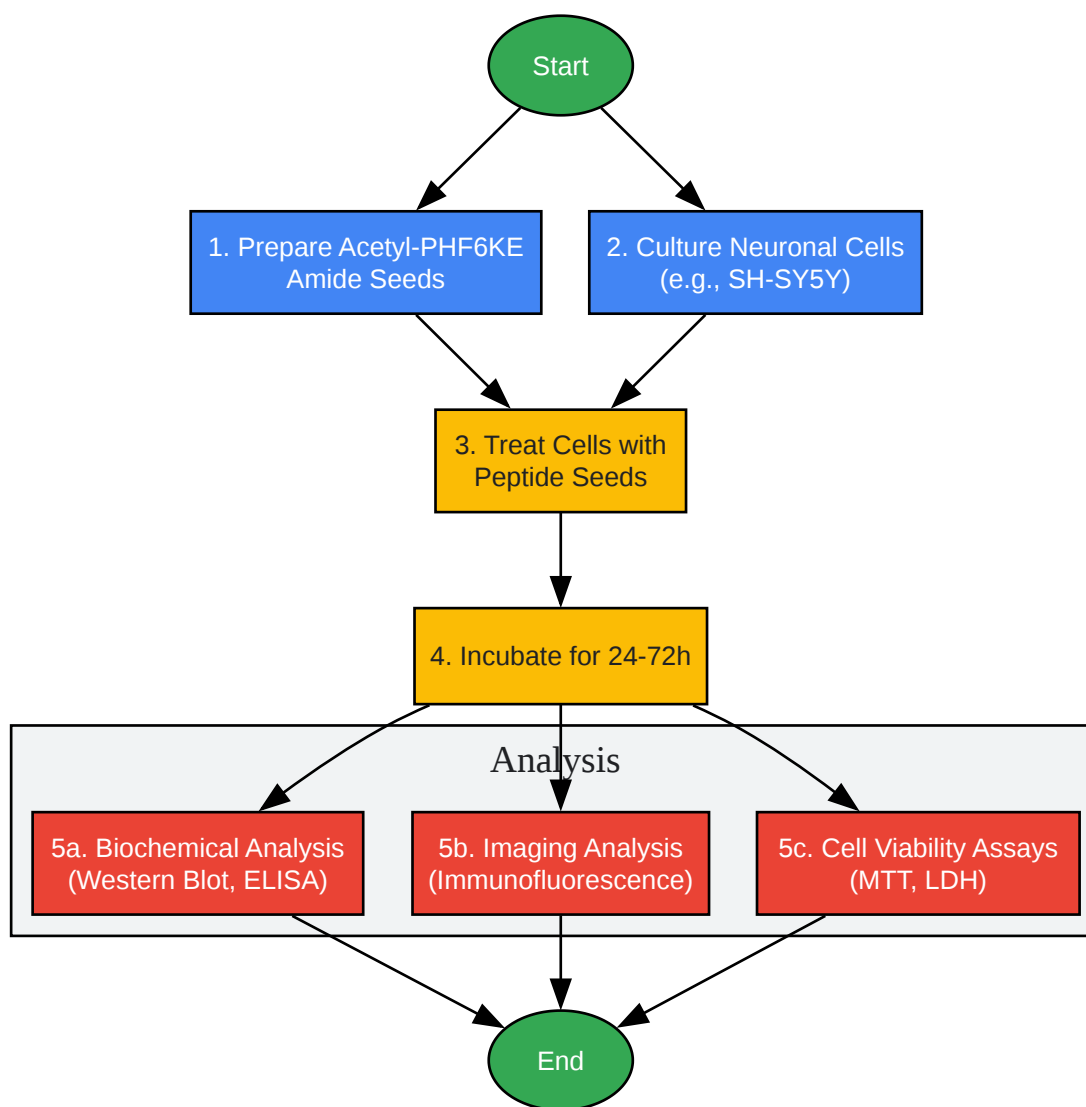 Start
1. Prepare Acetyl-PHF6KE
Amide Seeds
2. Culture Neuronal Cells
(e.g., SH-SY5Y)
3. Treat Cells with
Peptide Seeds
4. Incubate for 24-72h
Analysis
5a. Biochemical Analysis
(Western Blot, ELISA)
5b. Imaging Analysis
(Immunofluorescence)
5c. Cell Viability Assays
(MTT, LDH)
End